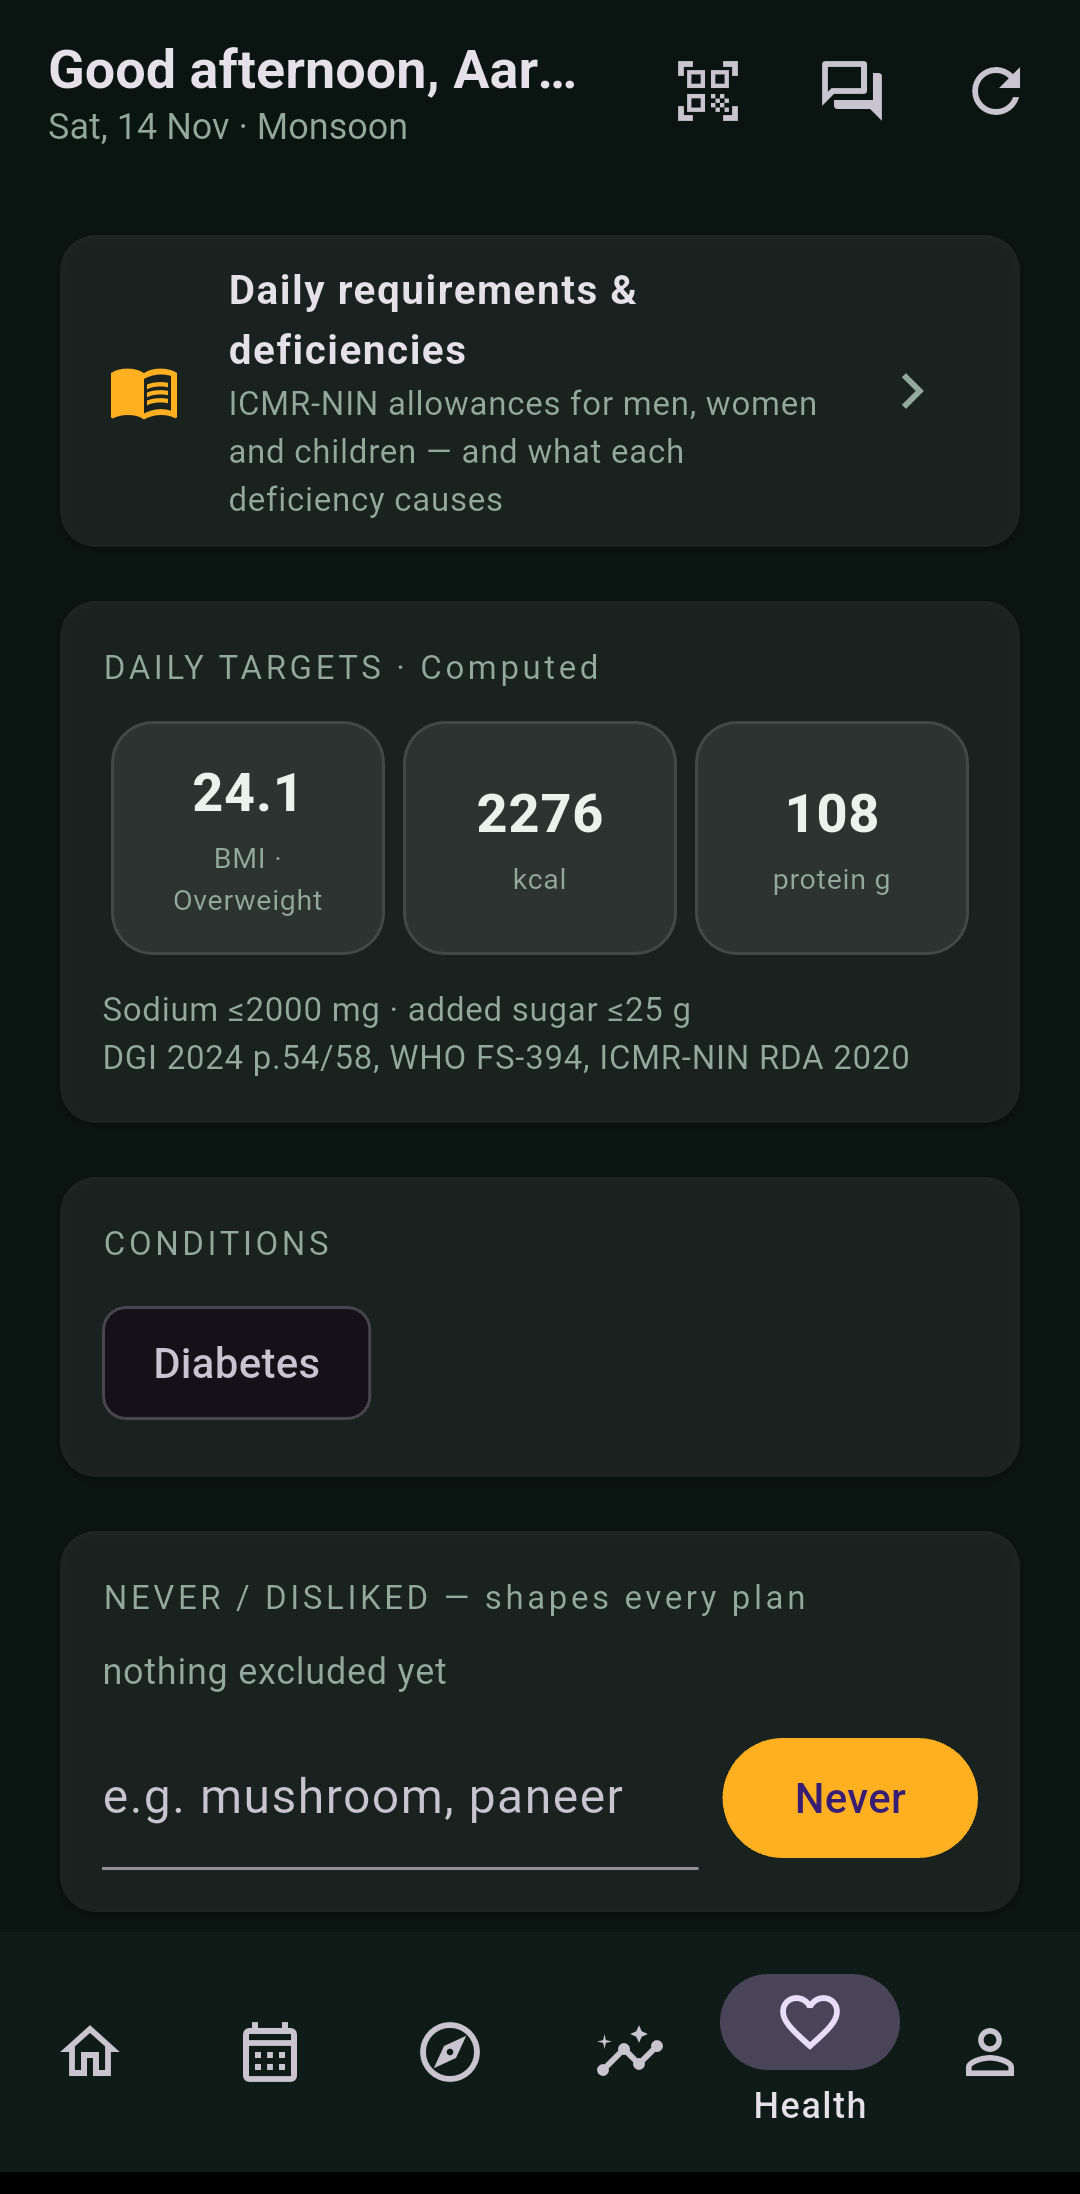 Good afternoon, Aar...
Sat, 14 Nov · Monsoon
Daily requirements &
deficiencies
ICMR-NIN allowances for men, women
and children — and what each
deficiency causes
DAILY TARGETS · Computed
24.1
BMI ·
Overweight
2276
kcal
108
protein g
Sodium ≤2000 mg · added sugar ≤25 g
DGI 2024 p.54/58, WHO FS-394, ICMR-NIN RDA 2020
CONDITIONS
Diabetes
NEVER / DISLIKED — shapes every plan
nothing excluded yet
e.g. mushroom, paneer
Never
Health